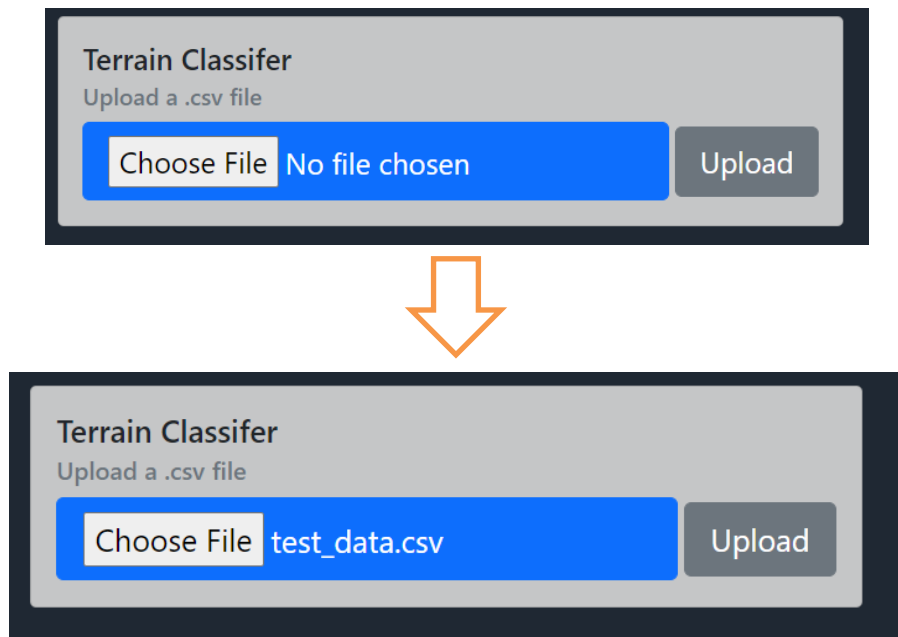 Terrain Classifer
Upload a .csv file
Choose File No file chosen Upload
Terrain Classifer
Upload a .csv file
Choose File test_data.csv Upload